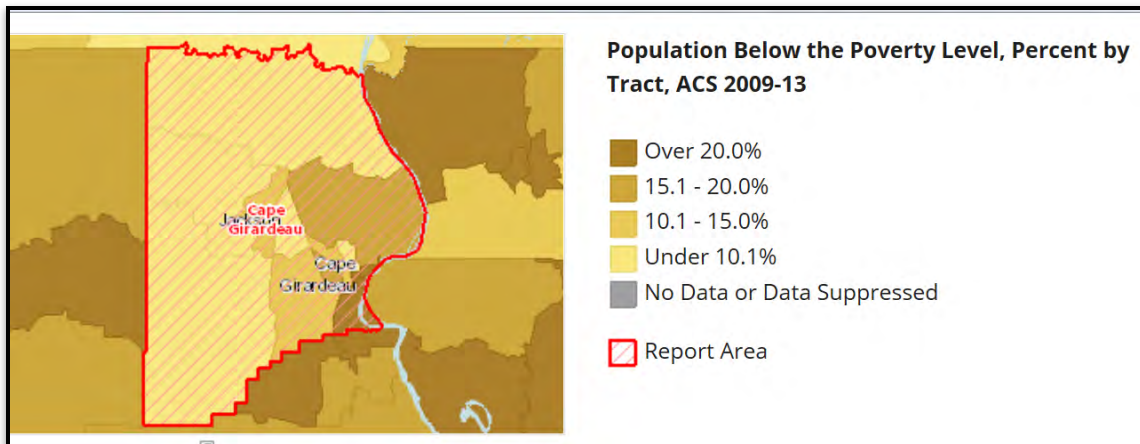 Population Below the Poverty Level, Percent by
Tract, ACS 2009-13
Over 20.0%
15.1 - 20.0%
10.1 - 15.0%
Under 10.1%
No Data or Data Suppressed
Report Area
Cape
Jackson
Girardeau
Cape
Girardeau